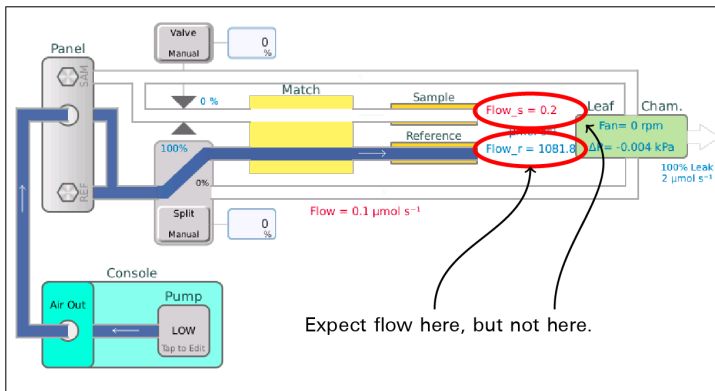 Panel
SAM
REF
Valve
Manual
0
%
0 %
100%
0%
Split
Manual
0
%
Match
Sample
Reference
Flow_s = 0.2
Flow_r = 1081.8
Leaf
Cham.
Fan= 0 rpm
ΔP= -0.004 kPa
100% Leak
2 µmol s⁻¹
Flow = 0.1 µmol s⁻¹
Console
Air Out
Pump
LOW
Tap to Edit
Expect flow here, but not here.